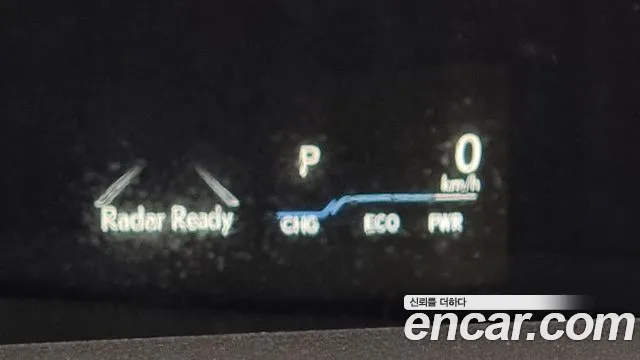 P
0
km/h
Radar Ready
CHG ECO PWR
신뢰를 더하다
encar.com